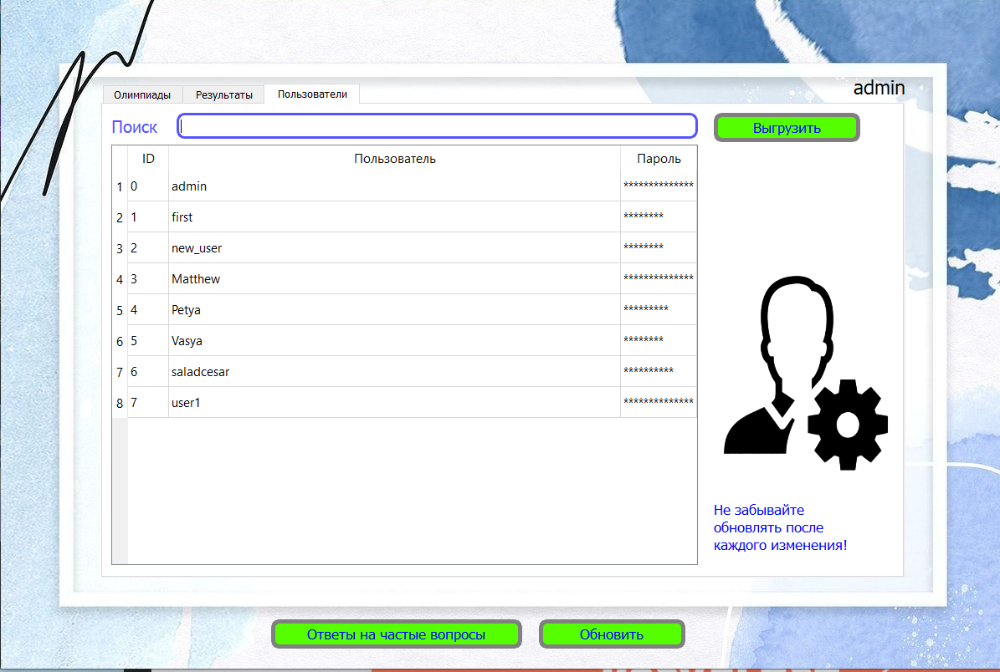 admin
Олимпиады Результаты Пользователи
Поиск Выгрузить
ID Пользователь Пароль
1 0 admin **************
2 1 first ********
3 2 new_user ********
4 3 Matthew **************
5 4 Petya *********
6 5 Vasya ********
7 6 saladcesar **********
8 7 user1 **************
Не забывайте
обновлять после
каждого изменения!
Ответы на частые вопросы Обновить